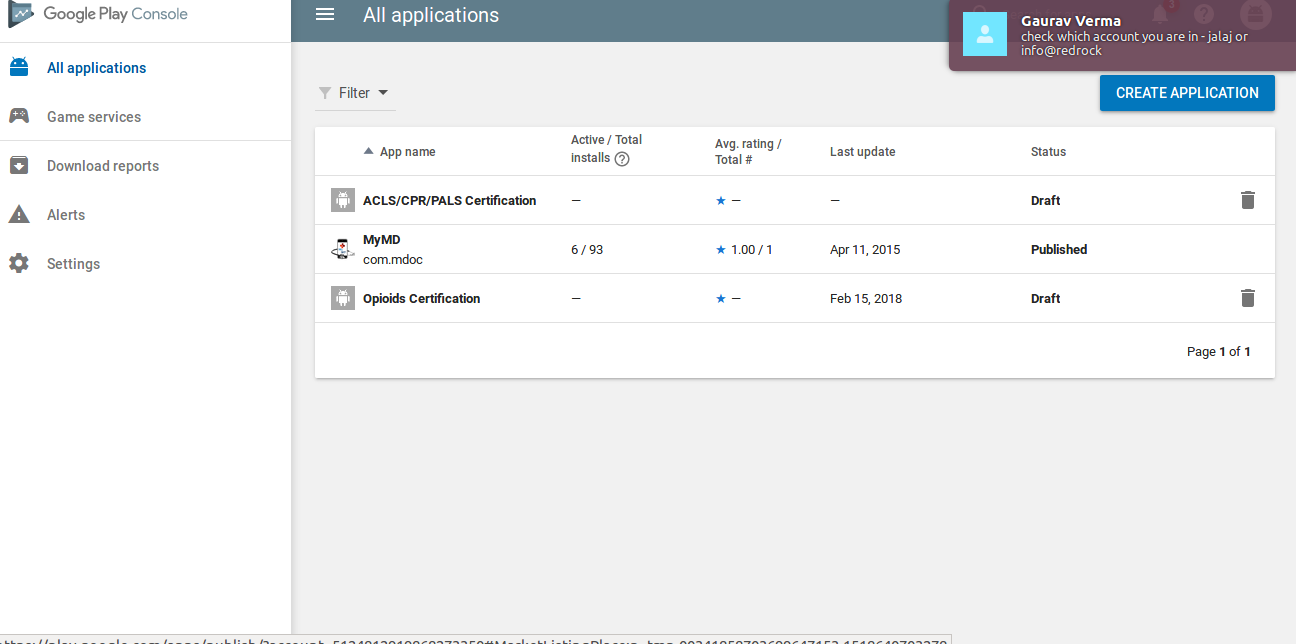 Google Play Console
All applications
3
Gaurav Verma
check which account you are in - jalaj or
info@redrock
All applications
Game services
Download reports
Alerts
Settings
Filter
CREATE APPLICATION
App name
Active / Total
installs ?
Avg. rating /
Total #
Last update
Status
ACLS/CPR/PALS Certification — ★ — — Draft
MyMD
com.mdoc
6 / 93 ★ 1.00 / 1 Apr 11, 2015 Published
Opioids Certification — ★ — Feb 15, 2018 Draft
Page 1 of 1